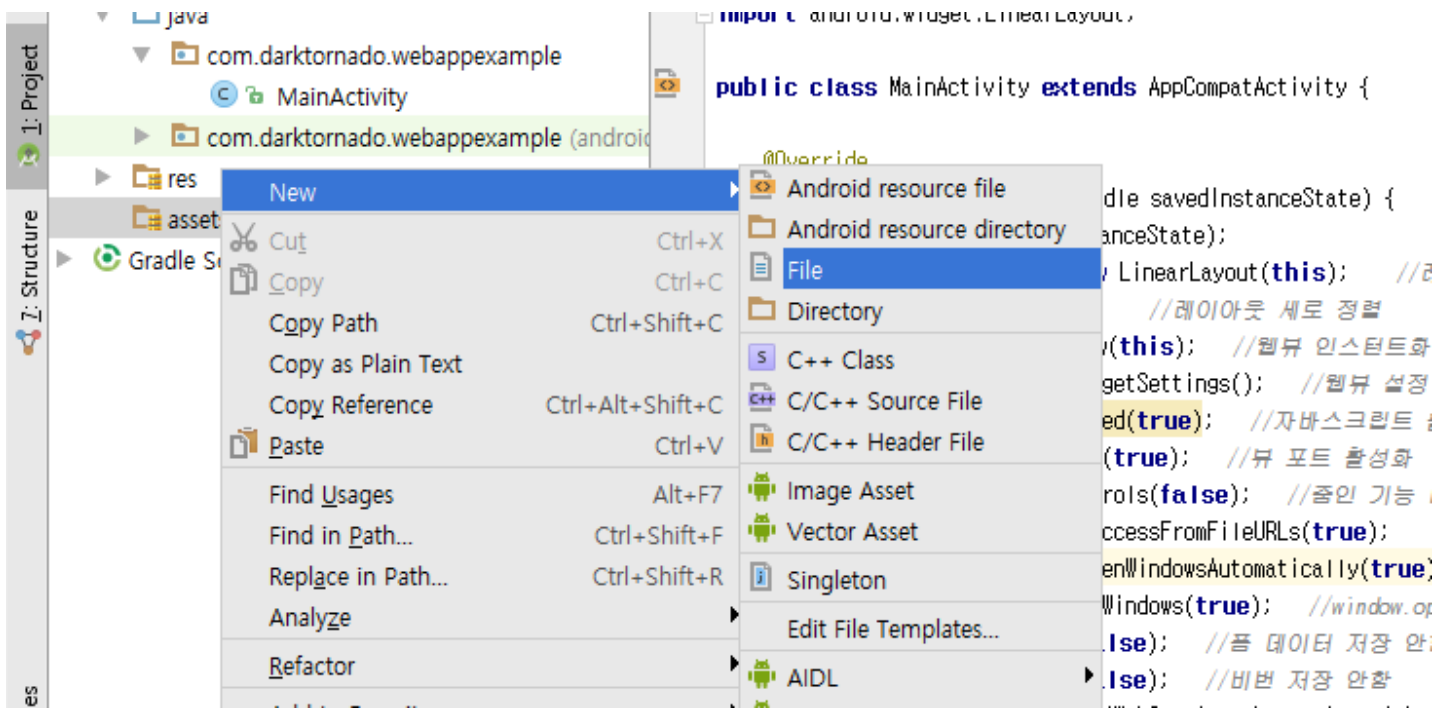 java
com.darktornado.webappexample
MainActivity
com.darktornado.webappexample (android
res
asset
Gradle Sc
1: Project
7: Structure
es
New
Cut Ctrl+X
Copy Ctrl+C
Copy Path Ctrl+Shift+C
Copy as Plain Text
Copy Reference Ctrl+Alt+Shift+C
Paste Ctrl+V
Find Usages Alt+F7
Find in Path... Ctrl+Shift+F
Replace in Path... Ctrl+Shift+R
Analyze
Refactor
Android resource file
Android resource directory
File
Directory
C++ Class
C/C++ Source File
C/C++ Header File
Image Asset
Vector Asset
Singleton
Edit File Templates...
AIDL
import android.widget.LinearLayout;
public class MainActivity extends AppCompatActivity {
@Override
dle savedInstanceState) {
anceState);
LinearLayout(this); //
//레이아웃 세로 정렬
(this); //웹뷰 인스턴트화
getSettings(); //웹뷰 설정
ed(true); //자바스크립트
(true); //뷰 포트 활성화
rols(false); //줌인 기능
ccessFromFileURLs(true);
enWindowsAutomatically(true)
Windows(true); //window.op
lse); //폼 데이터 저장 안
lse); //비번 저장 안함